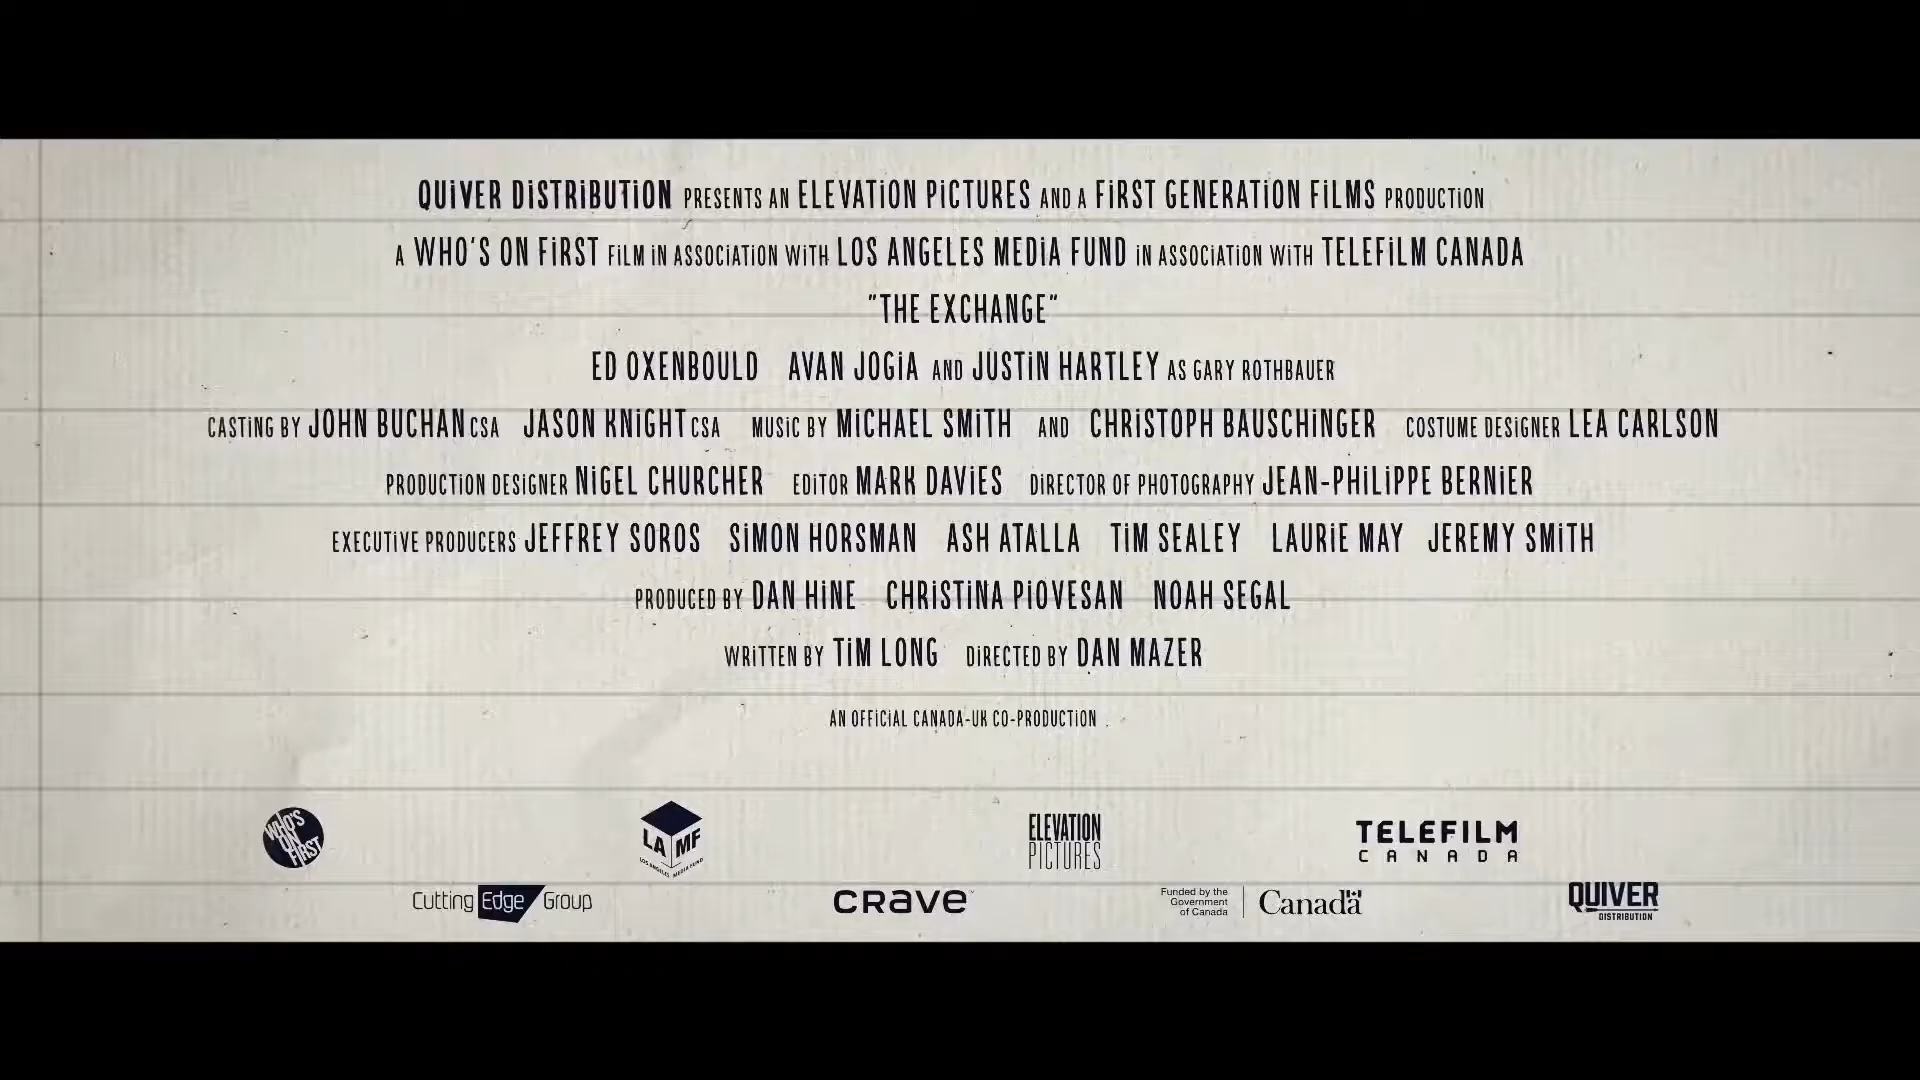 QUiVER DiSTRiBUTiON PRESENTS AN ELEVATiON PiCTURES AND A FiRST GENERATiON FiLMS PRODUCTiON
A WHO'S ON FiRST FiLM iN ASSOCiATiON WiTH LOS ANGELES MEDiA FUND iN ASSOCiATiON WiTH TELEFiLM CANADA
"THE EXCHANGE"
ED OXENBOULD AVAN JOGiA AND JUSTiN HARTLEY AS GARY ROTHBAUER
CASTiNG BY JOHN BUCHAN CSA JASON KNiGHT CSA MUSiC BY MiCHAEL SMiTH AND CHRiSTOPH BAUSCHiNGER COSTUME DESiGNER LEA CARLSON
PRODUCTiON DESiGNER NiGEL CHURCHER EDiTOR MARK DAViES DiRECTOR OF PHOTOGRAPHY JEAN-PHiLiPPE BERNiER
EXECUTiVE PRODUCERS JEFFREY SOROS SiMON HORSMAN ASH ATALLA TiM SEALEY LAURiE MAY JEREMY SMiTH
PRODUCED BY DAN HiNE CHRiSTiNA PiOVESAN NOAH SEGAL
WRiTTEN BY TiM LONG DiRECTED BY DAN MAZER
AN OFFiCiAL CANADA-UK CO-PRODUCTiON
WHO'S ON FIRST
LAMF
LOS ANGELES MEDIA FUND
ELEVATION
PICTURES
TELEFILM
CANADA
Cutting Edge Group
CRAVE
Funded by the
Government
of Canada
Canada
QUIVER
DISTRIBUTION